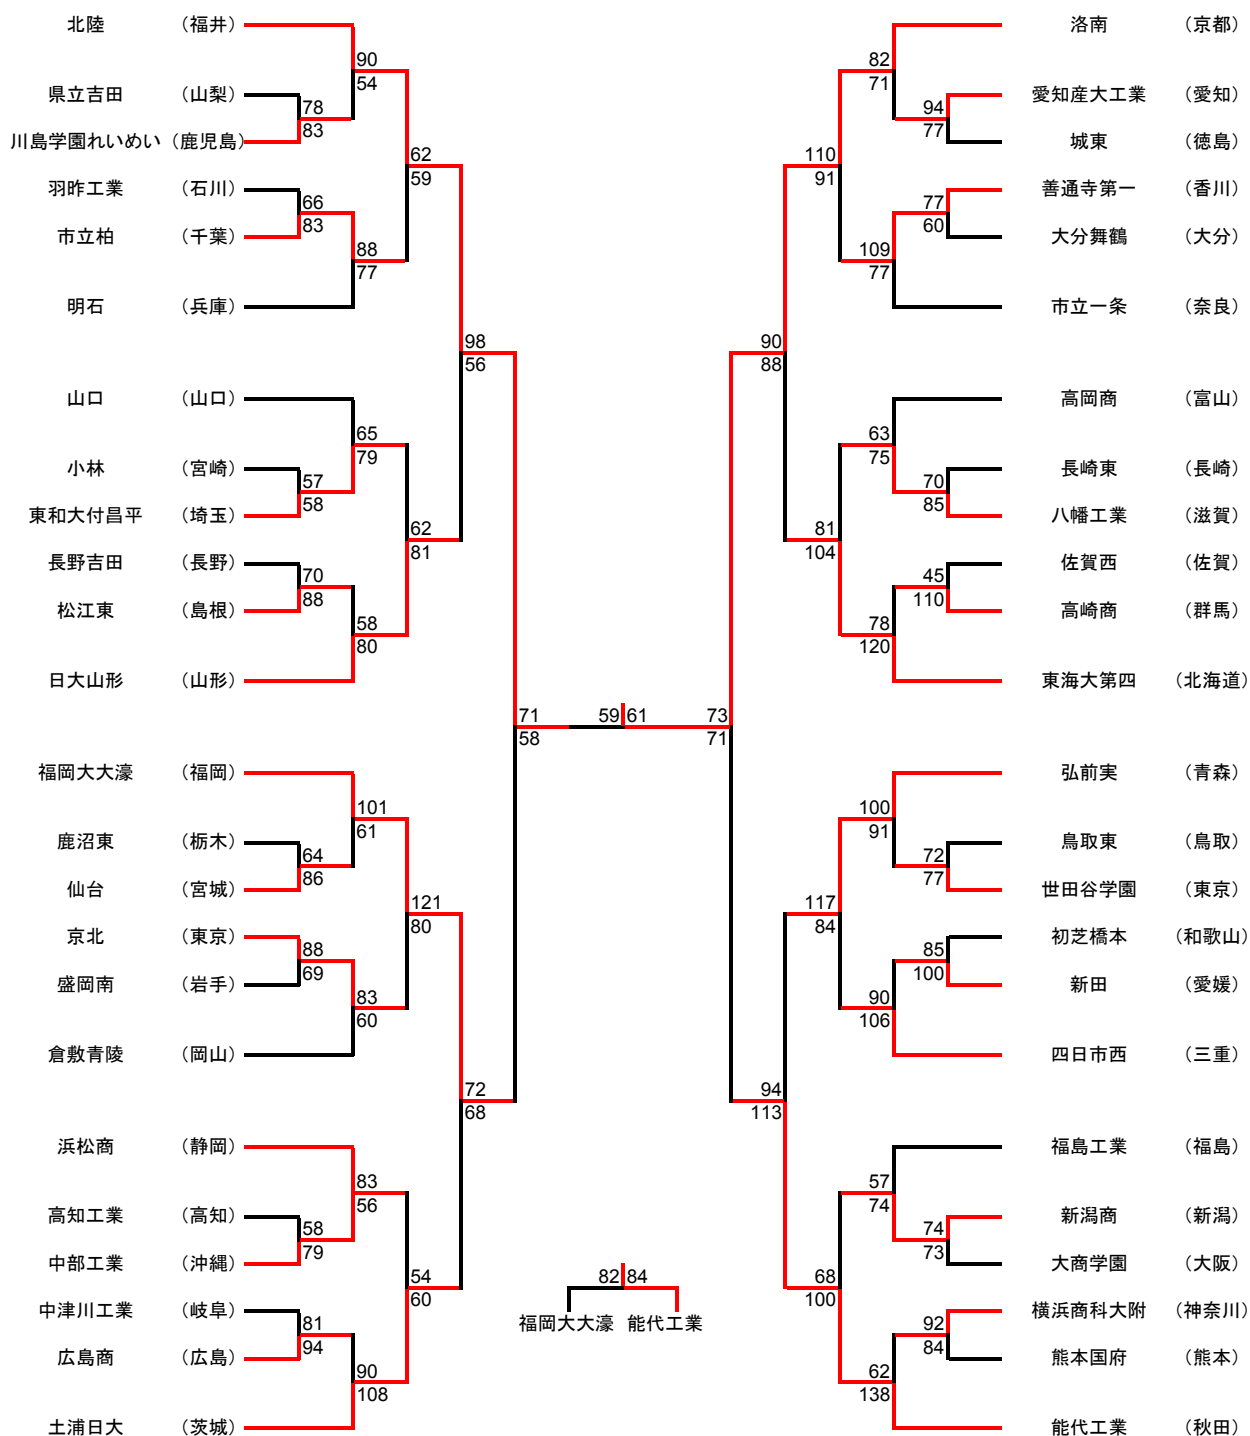 北陸 (福井)
90
54
県立吉田 (山梨)
78
83
川島学園れいめい (鹿児島)
62
59
羽咋工業 (石川)
66
83
市立柏 (千葉)
88
77
明石 (兵庫)
98
56
山口 (山口)
65
79
小林 (宮崎)
57
58
東和大付昌平 (埼玉)
62
81
長野吉田 (長野)
70
88
松江東 (島根)
58
80
日大山形 (山形)
71
58
福岡大大濠 (福岡)
101
61
鹿沼東 (栃木)
64
86
仙台 (宮城)
121
80
京北 (東京)
88
69
盛岡南 (岩手)
83
60
倉敷青陵 (岡山)
72
68
浜松商 (静岡)
83
56
高知工業 (高知)
58
79
中部工業 (沖縄)
54
60
中津川工業 (岐阜)
81
94
広島商 (広島)
90
108
土浦日大 (茨城)
59 61
82 84
福岡大大濠 能代工業
洛南 (京都)
82
71
愛知産大工業 (愛知)
94
77
城東 (徳島)
110
91
善通寺第一 (香川)
77
60
大分舞鶴 (大分)
109
77
市立一条 (奈良)
90
88
高岡商 (富山)
63
75
長崎東 (長崎)
70
85
八幡工業 (滋賀)
81
104
佐賀西 (佐賀)
45
110
高崎商 (群馬)
78
120
東海大第四 (北海道)
73
71
弘前実 (青森)
100
91
鳥取東 (鳥取)
72
77
世田谷学園 (東京)
117
84
初芝橋本 (和歌山)
85
100
新田 (愛媛)
90
106
四日市西 (三重)
94
113
福島工業 (福島)
57
74
新潟商 (新潟)
74
73
大商学園 (大阪)
68
100
横浜商科大附 (神奈川)
92
84
熊本国府 (熊本)
62
138
能代工業 (秋田)